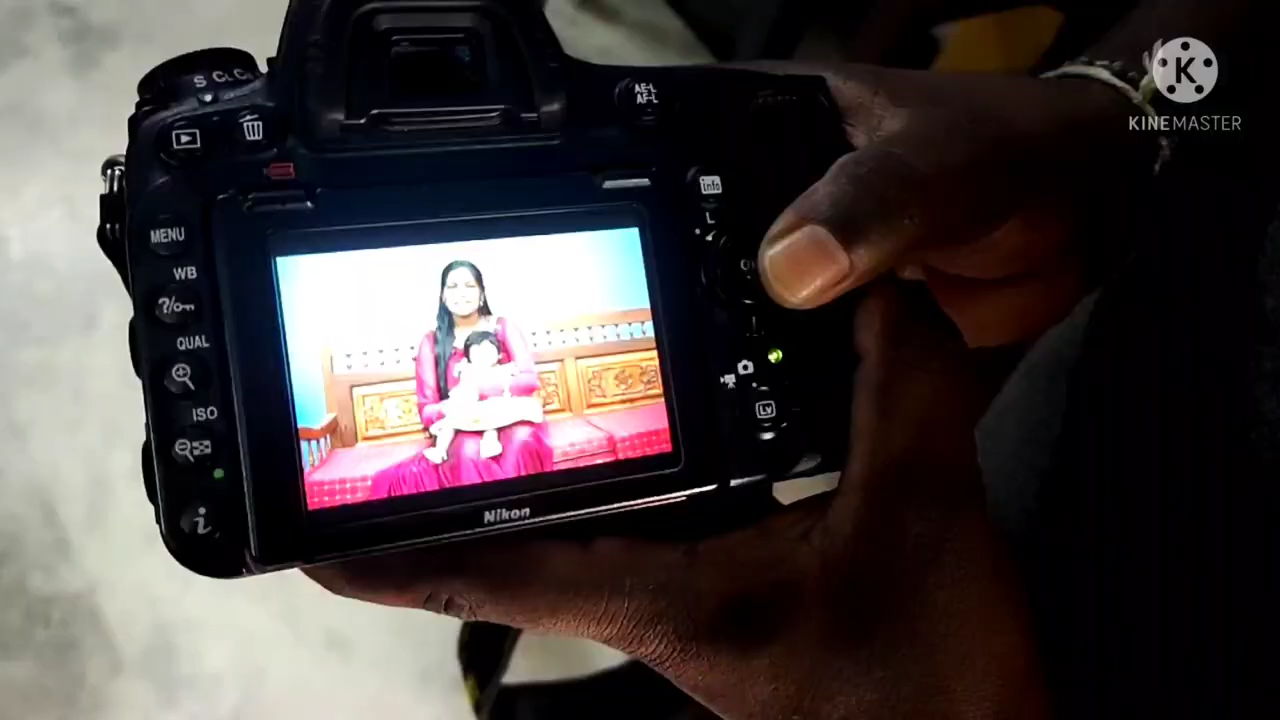 S CL CH
AE-L
AF-L
K
KINEMASTER
info
MENU
L
WB
?/
QUAL
ISO
Lv
i
Nikon